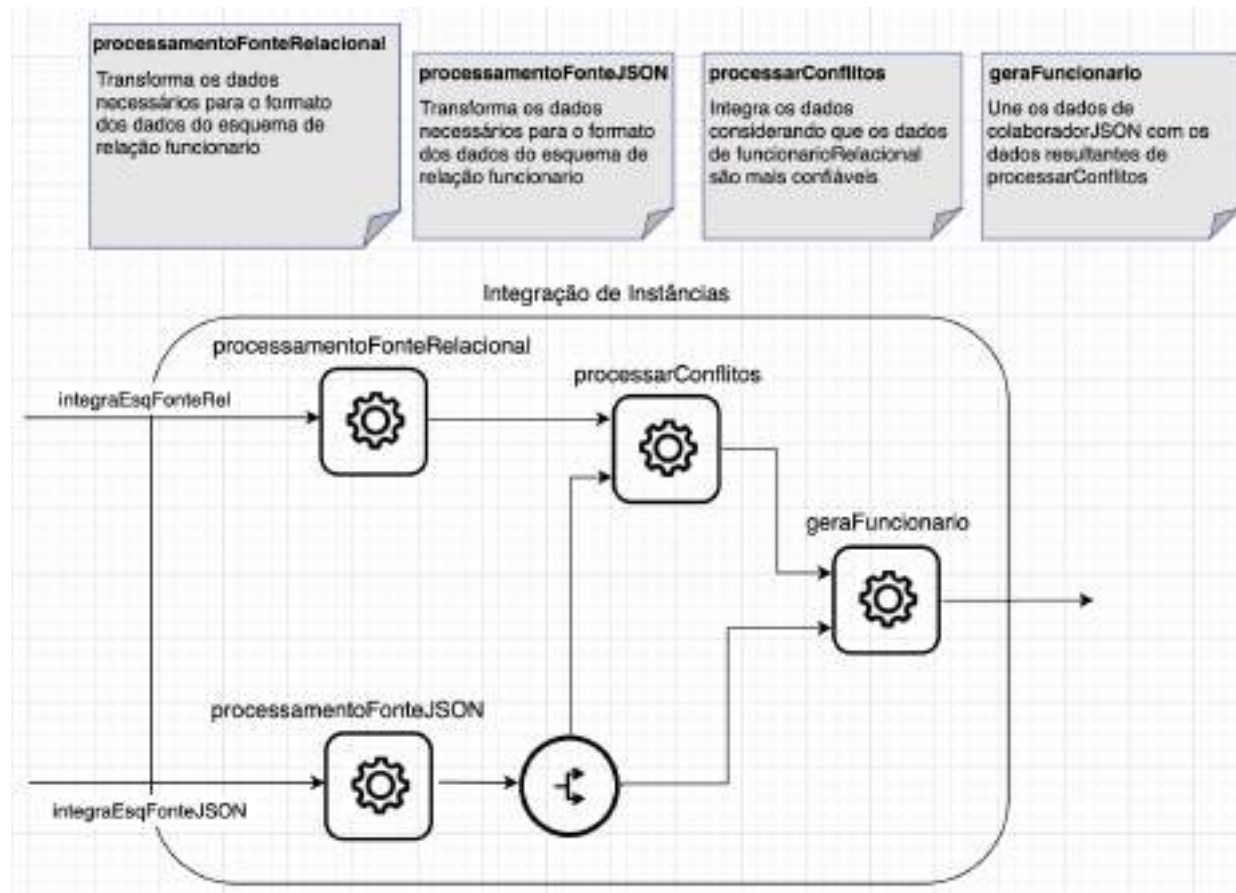 processamentoFonteRelacional
Transforma os dados
necessários para o formato
dos dados do esquema de
relação funcionario
processamentoFonteJSON
Transforma os dados
necessários para o formato
dos dados do esquema de
relação funcionario
processarConflitos
Integra os dados
considerando que os dados
de funcionarioRelacional
são mais confiáveis
geraFuncionario
Une os dados de
colaboradorJSON com os
dados resultantes de
processarConflitos
Integração de Instâncias
processamentoFonteRelacional
processarConflitos
integraEsqFonteRel
geraFuncionario
processamentoFonteJSON
integraEsqFonteJSON